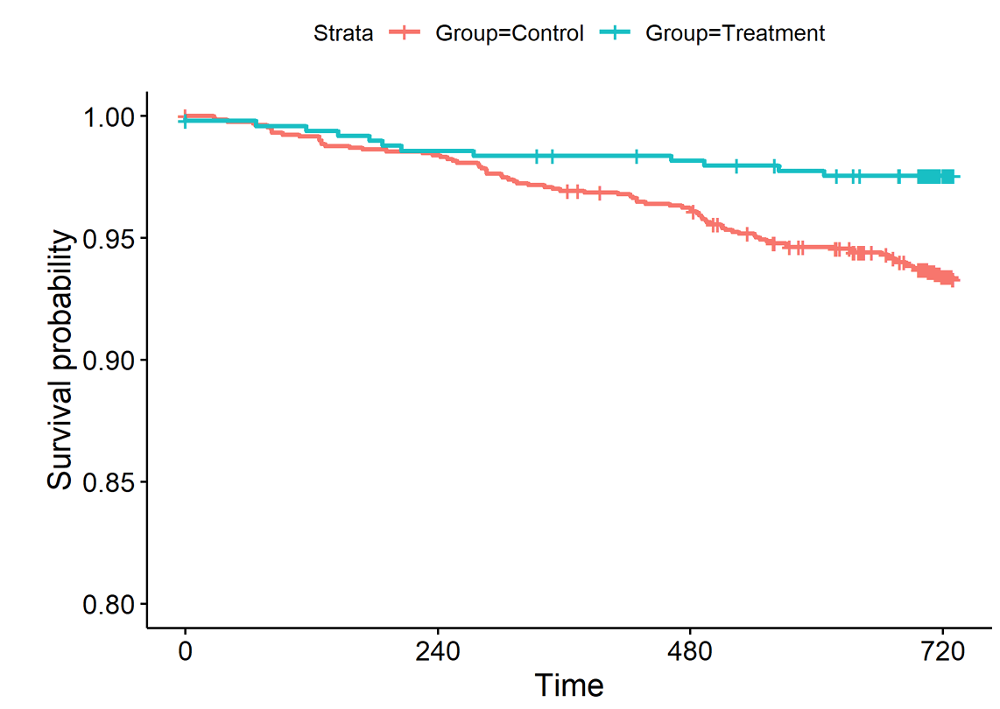 Strata Group=Control Group=Treatment
Survival probability
1.00
0.95
0.90
0.85
0.80
0 240 480 720
Time